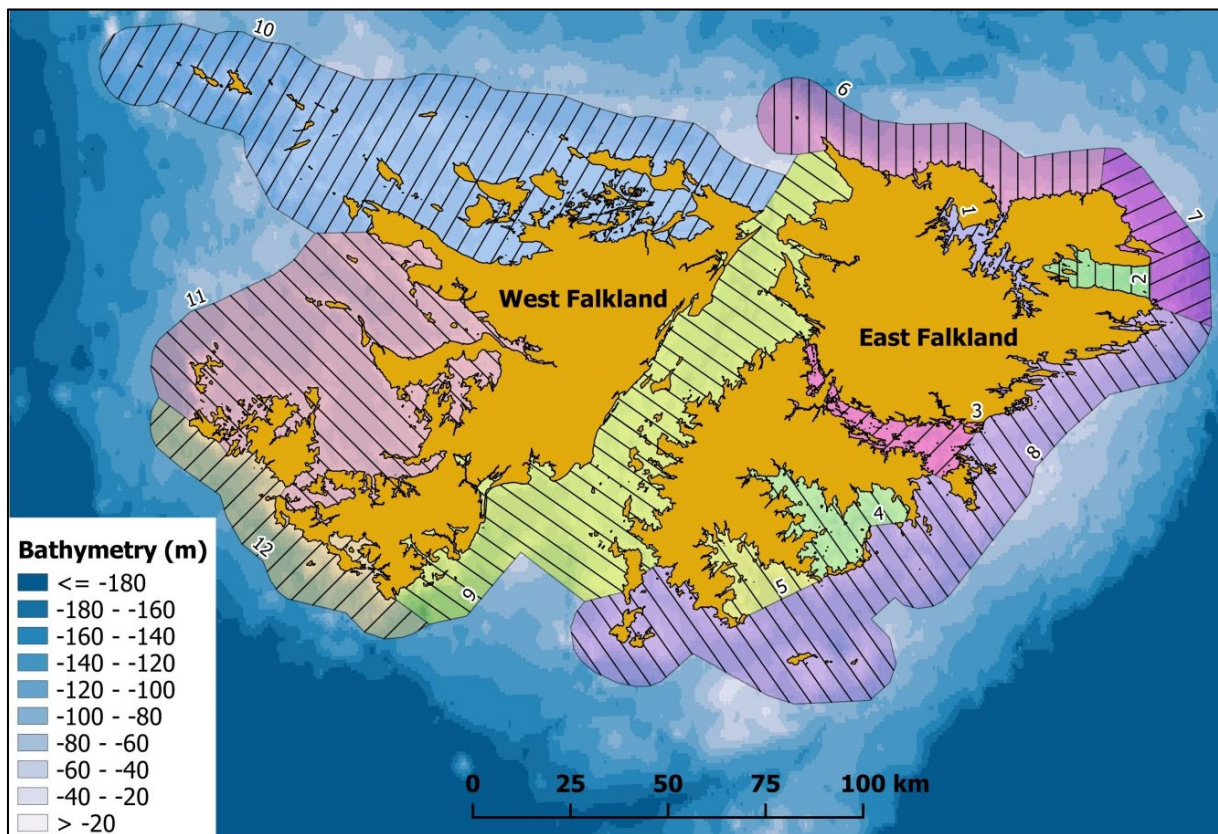 10
6
1
7
2
11
West Falkland
East Falkland
3
8
4
5
9
12
Bathymetry (m)
<= -180
-180 - -160
-160 - -140
-140 - -120
-120 - -100
-100 - -80
-80 - -60
-60 - -40
-40 - -20
> -20
0 25 50 75 100 km